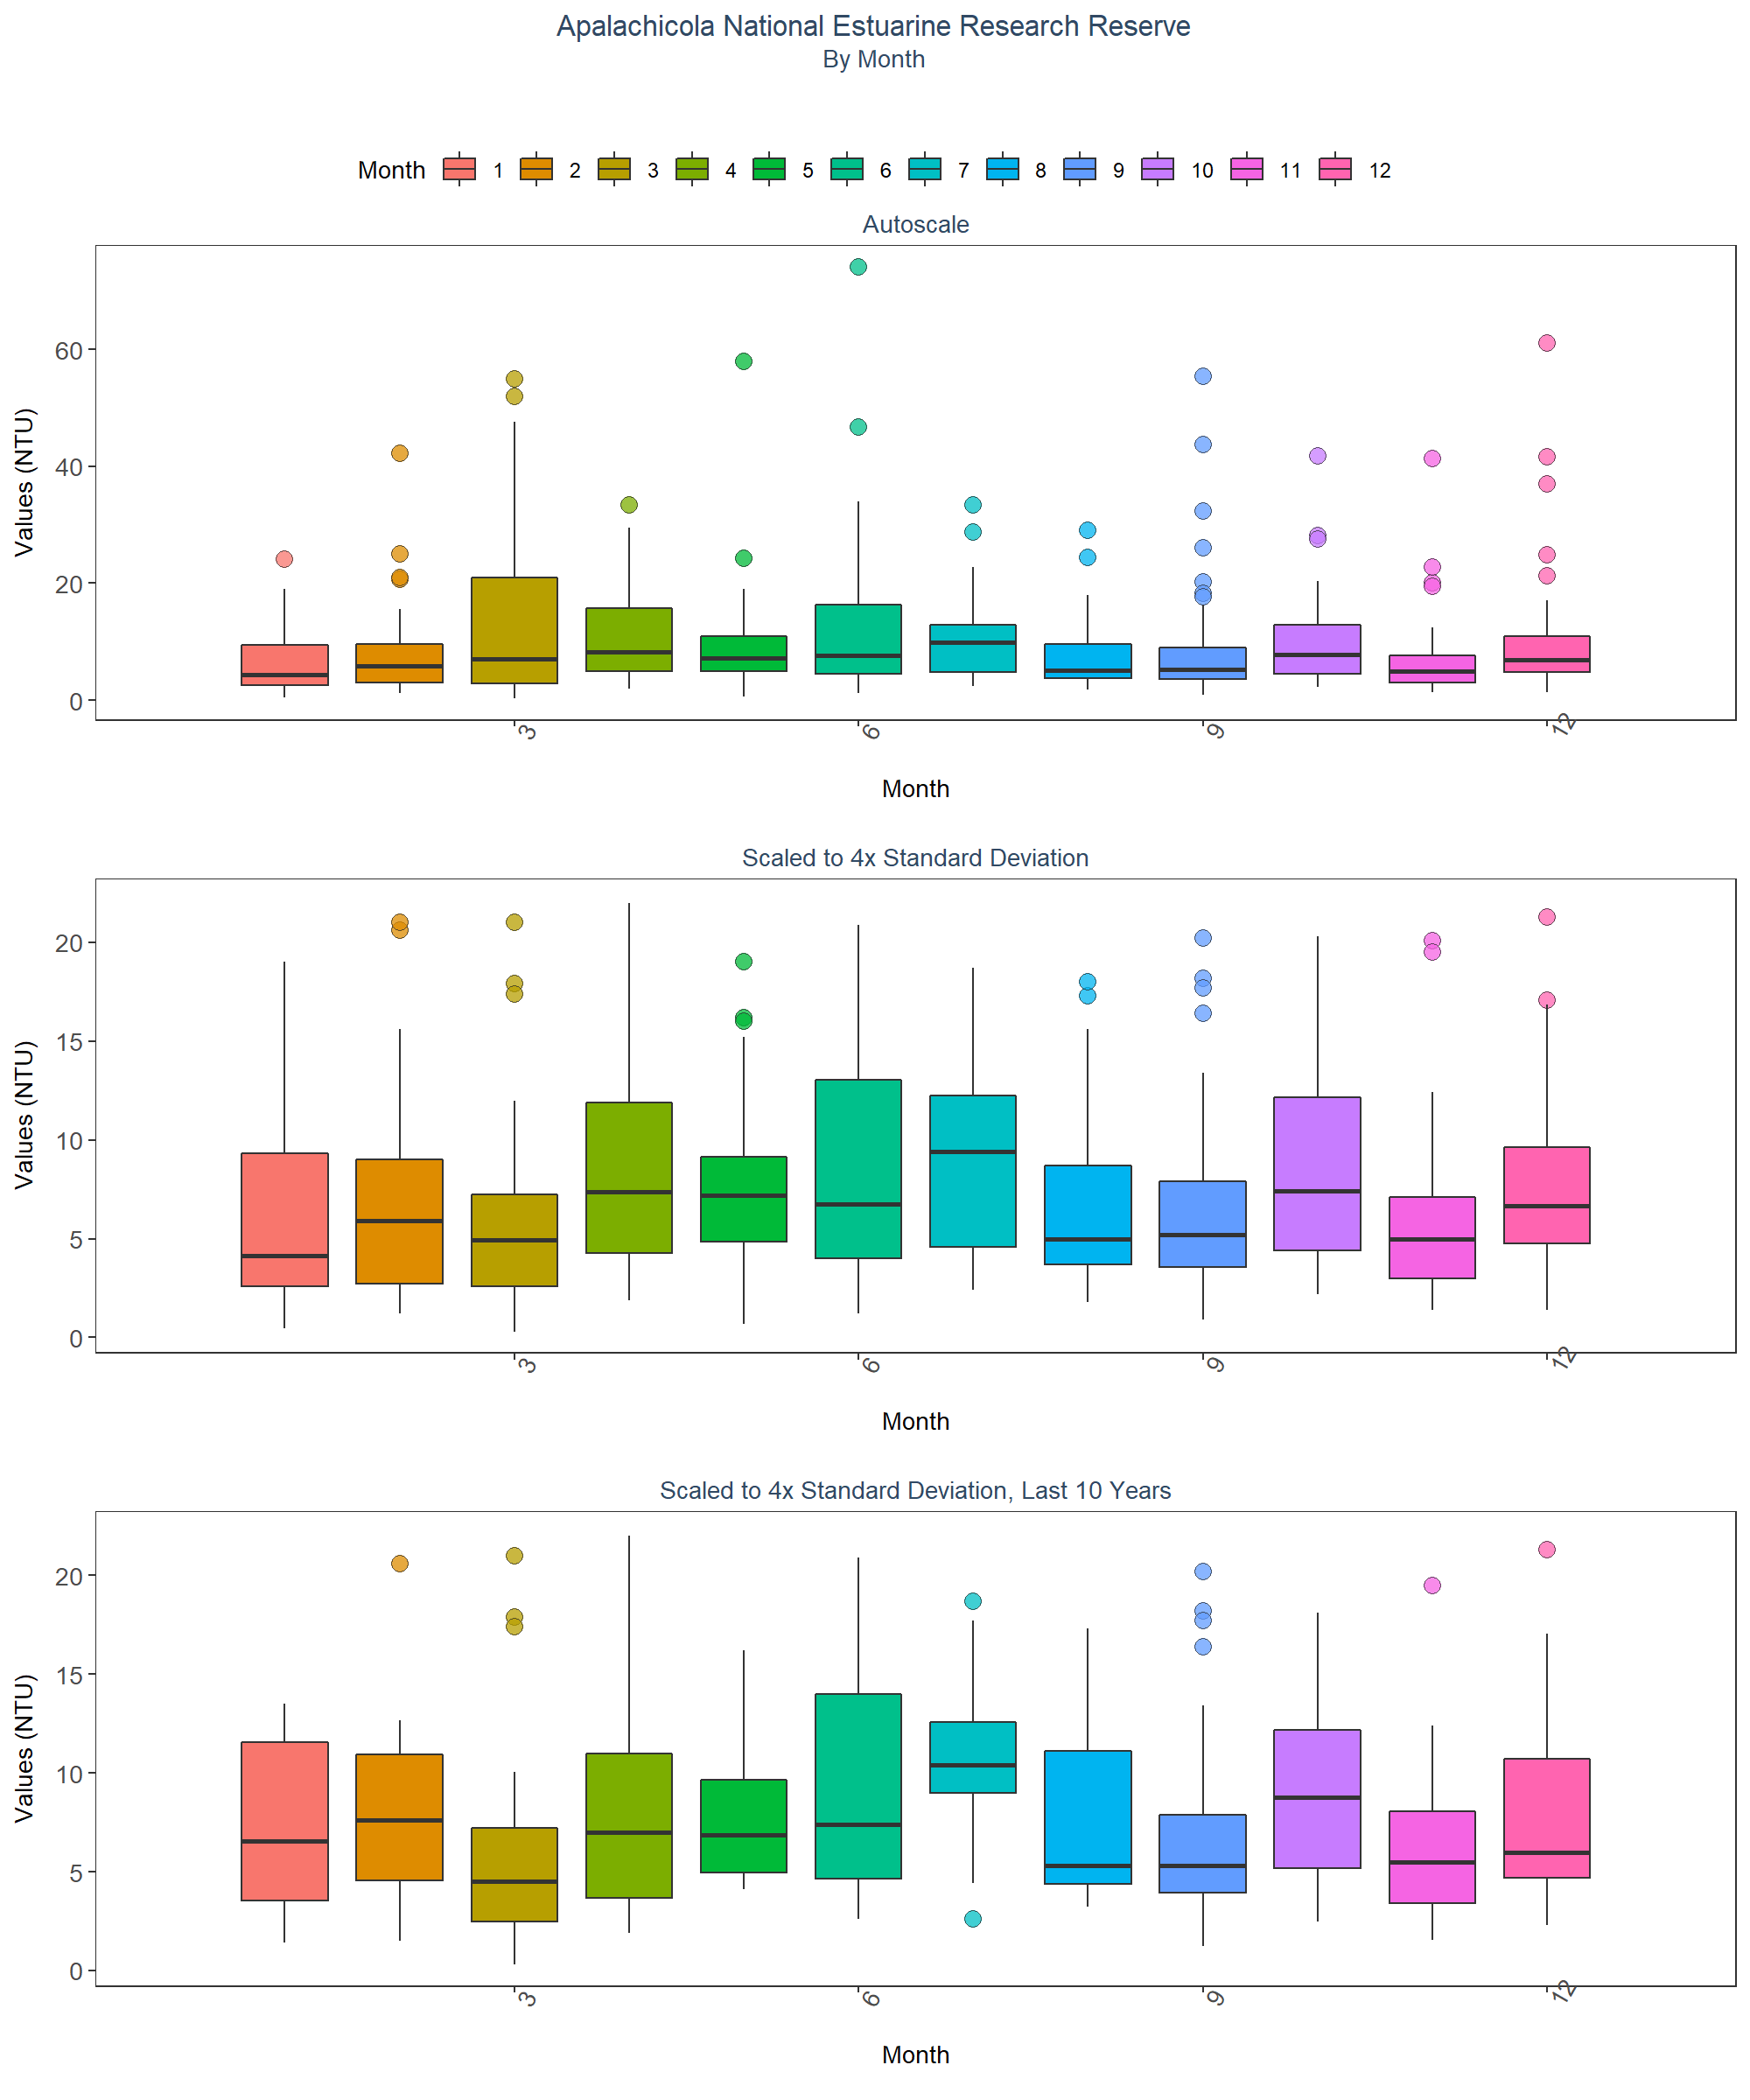 Apalachicola National Estuarine Research Reserve
By Month
Month 1 2 3 4 5 6 7 8 9 10 11 12
Autoscale
Values (NTU)
60
40
20
0
3 6 9 12
Month
Scaled to 4x Standard Deviation
Values (NTU)
20
15
10
5
0
3 6 9 12
Month
Scaled to 4x Standard Deviation, Last 10 Years
Values (NTU)
20
15
10
5
0
3 6 9 12
Month